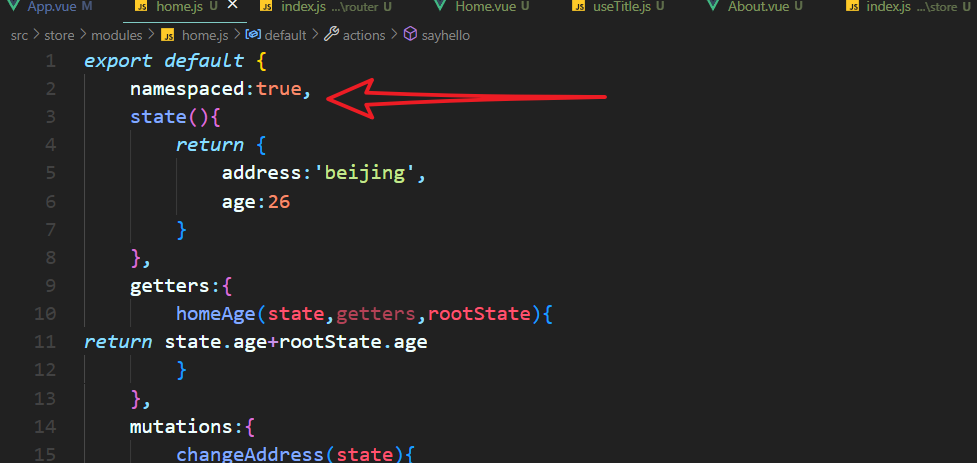 App.vue M JS home.js U × JS index.js ...\router U Home.vue U JS useTitle.js U About.vue U JS index.js ...\store U
src > store > modules > JS home.js > default > actions > sayhello
1 export default {
2 namespaced:true,
3 state(){
4 return {
5 address:'beijing',
6 age:26
7 }
8 },
9 getters:{
10 homeAge(state,getters,rootState){
11 return state.age+rootState.age
12 }
13 },
14 mutations:{
15 changeAddress(state){